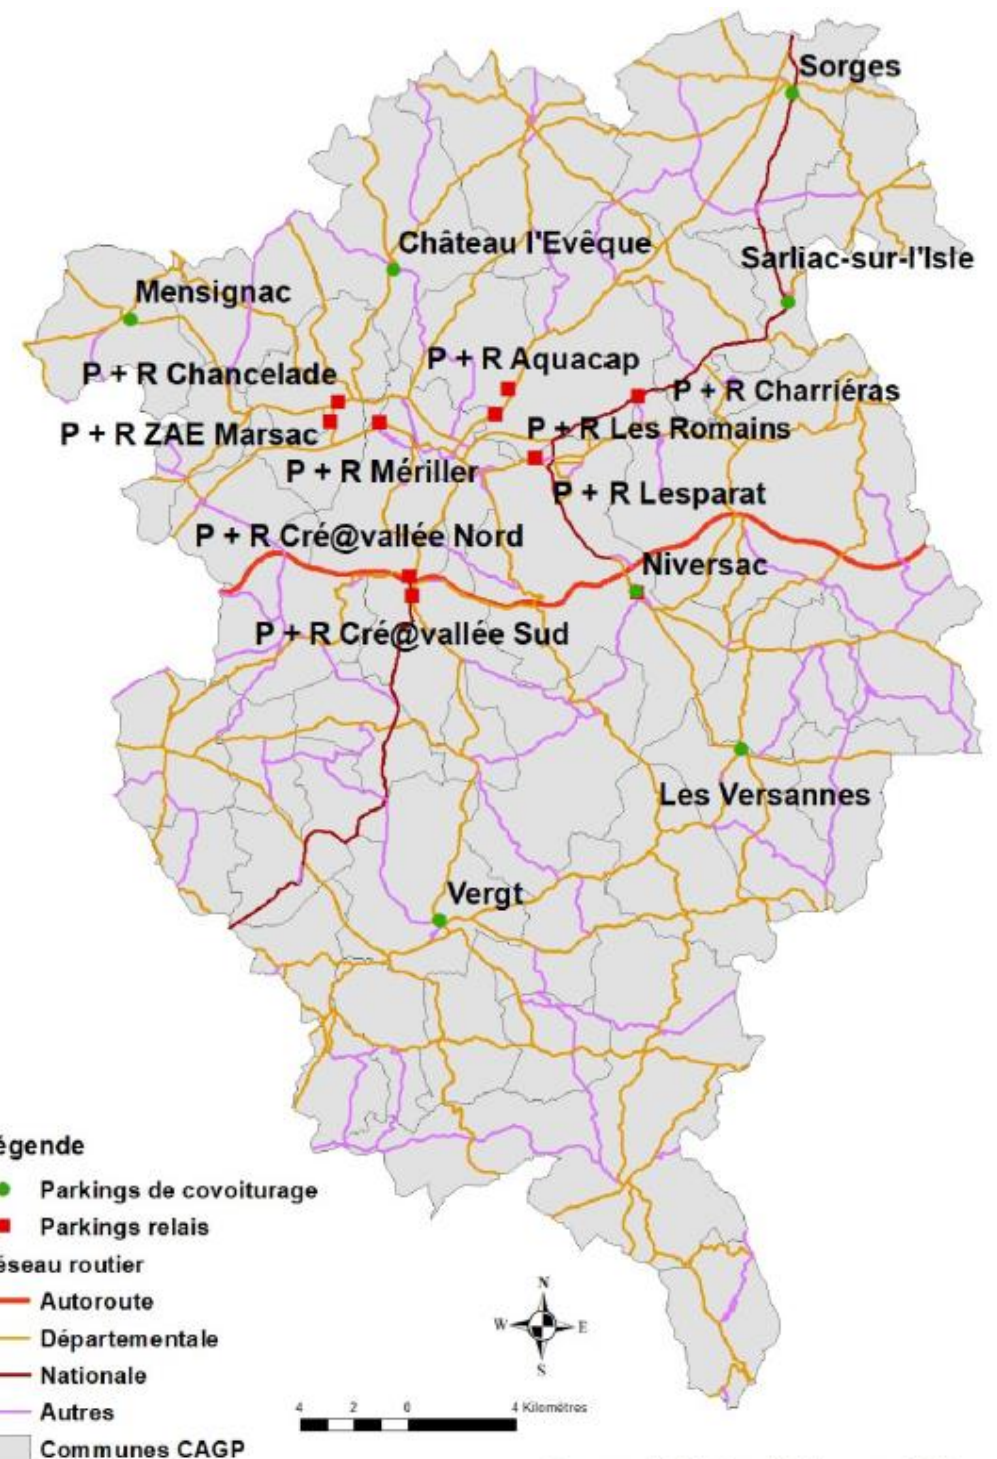 Sorges
Château l'Evêque
Sarliac-sur-l'Isle
Mensignac
P + R Aquacap
P + R Chancelade
P + R Charriéras
P + R Les Romains
P + R ZAE Marsac
P + R Mériller
P + R Lesparat
P + R Cré@vallée Nord
Niversac
P + R Cré@vallée Sud
Les Versannes
Vergt
égende
Parkings de covoiturage
Parkings relais
éseau routier
Autoroute
Départementale
Nationale
Autres
Communes CAGP
N
W E
S
4 2 0 4 Kilométres